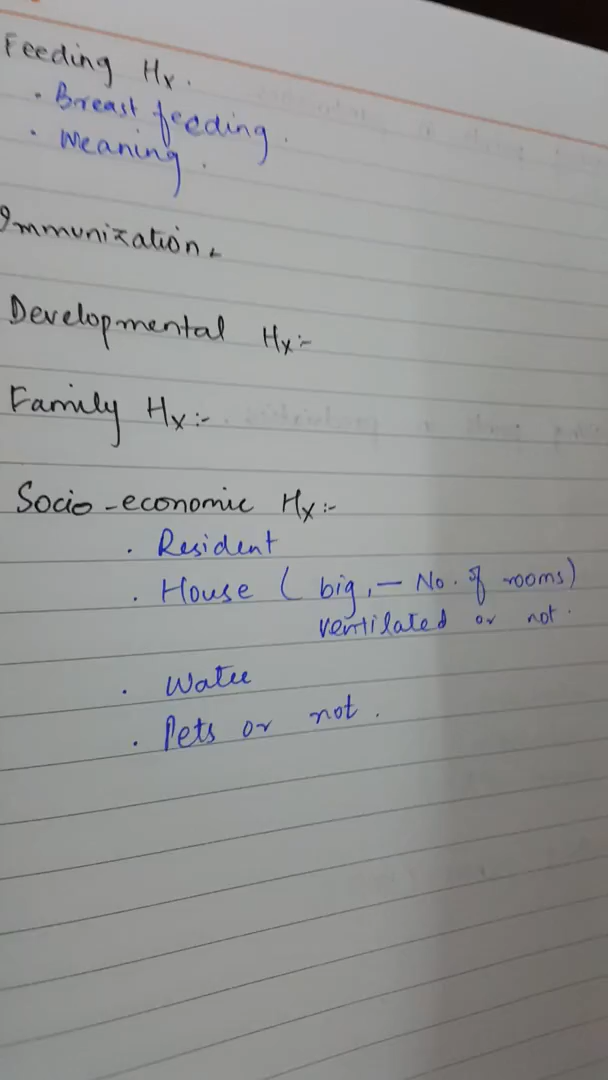 Feeding Hx.
. Breast feeding.
. Weaning.
Immunization.
Developmental Hx:-
Family Hx:-
Socio-economic Hx:-
. Resident
. House ( big, — No. of rooms)
ventilated or not.
. Water
. Pets or not.